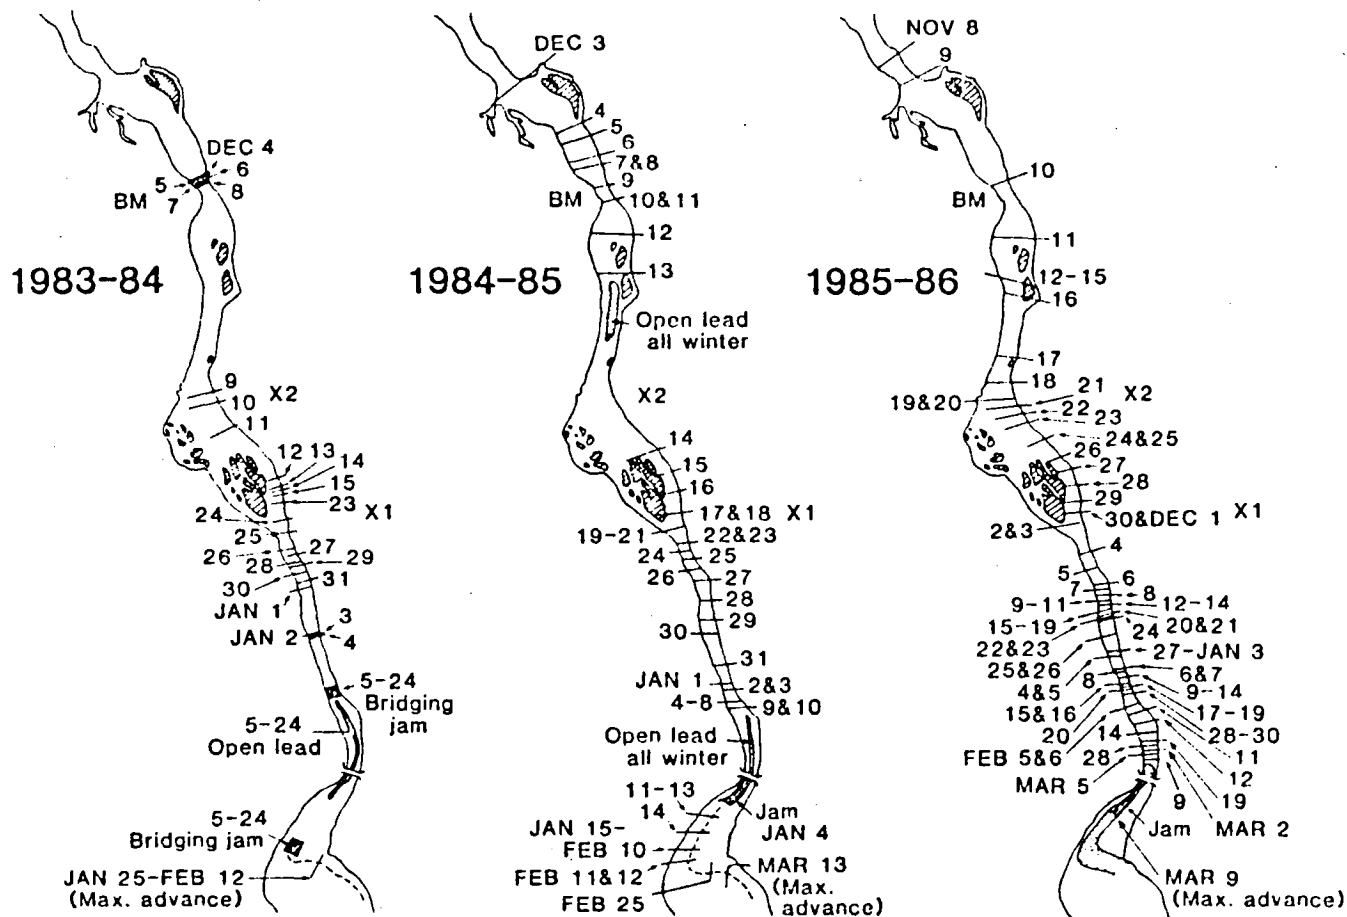 DEC 4
5
6
7
8
BM
1983-84
9
10
X2
11
12
13
14
15
23
X1
24
25
26
27
28
29
30
31
JAN 1
JAN 2
3
4
5-24
Bridging
jam
5-24
Open lead
5-24
Bridging jam
JAN 25-FEB 12
(Max. advance)
DEC 3
4
5
6
7&8
9
BM
10&11
12
1984-85
13
Open lead
all winter
X2
14
15
16
17&18
X1
19-21
22&23
24
25
26
27
28
29
30
31
JAN 1
2&3
4-8
9&10
Open lead
all winter
11-13
14
Jam
JAN 4
JAN 15-
FEB 10
FEB 11&12
FEB 25
MAR 13
(Max.
advance)
NOV 8
9
10
BM
11
1985-86
12-15
16
17
18
19&20
21
X2
22
23
24&25
26
27
28
29
30&DEC 1
X1
2&3
4
5
6
7
8
9-11
12-14
15-19
20&21
22&23
24
25&26
27-JAN 3
4&5
6&7
8
9-14
15&16
17-19
20
28-30
FEB 5&6
14
11
28
12
MAR 5
9
19
MAR 2
Jam
MAR 9
(Max. advance)